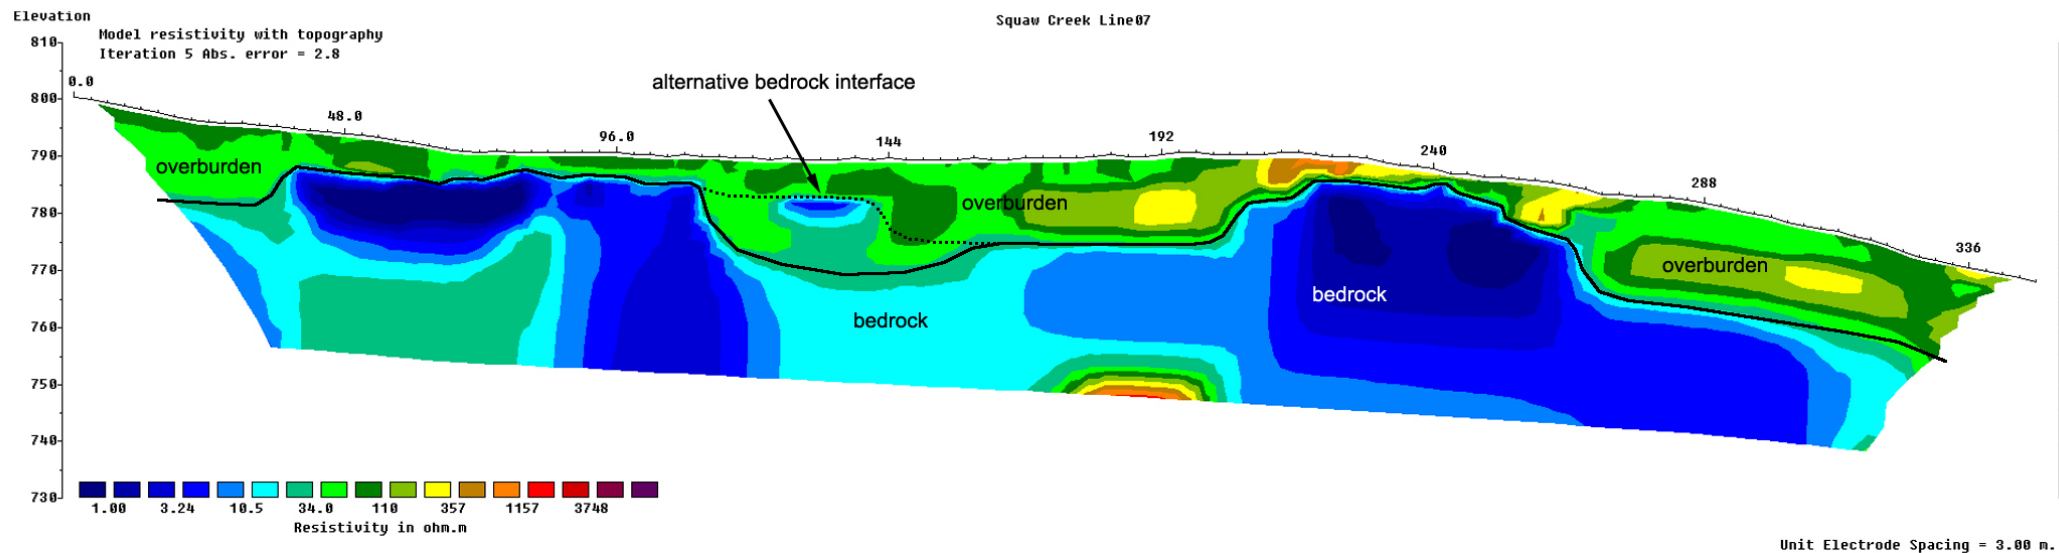 Elevation
Squaw Creek Line07
Model resistivity with topography
Iteration 5 Abs. error = 2.8
810
800
790
780
770
760
750
740
730
0.0
48.0
96.0
144
192
240
288
336
alternative bedrock interface
overburden
overburden
overburden
bedrock
bedrock
1.00 3.24 10.5 34.0 110 357 1157 3748
Resistivity in ohm.m
Unit Electrode Spacing = 3.00 m.